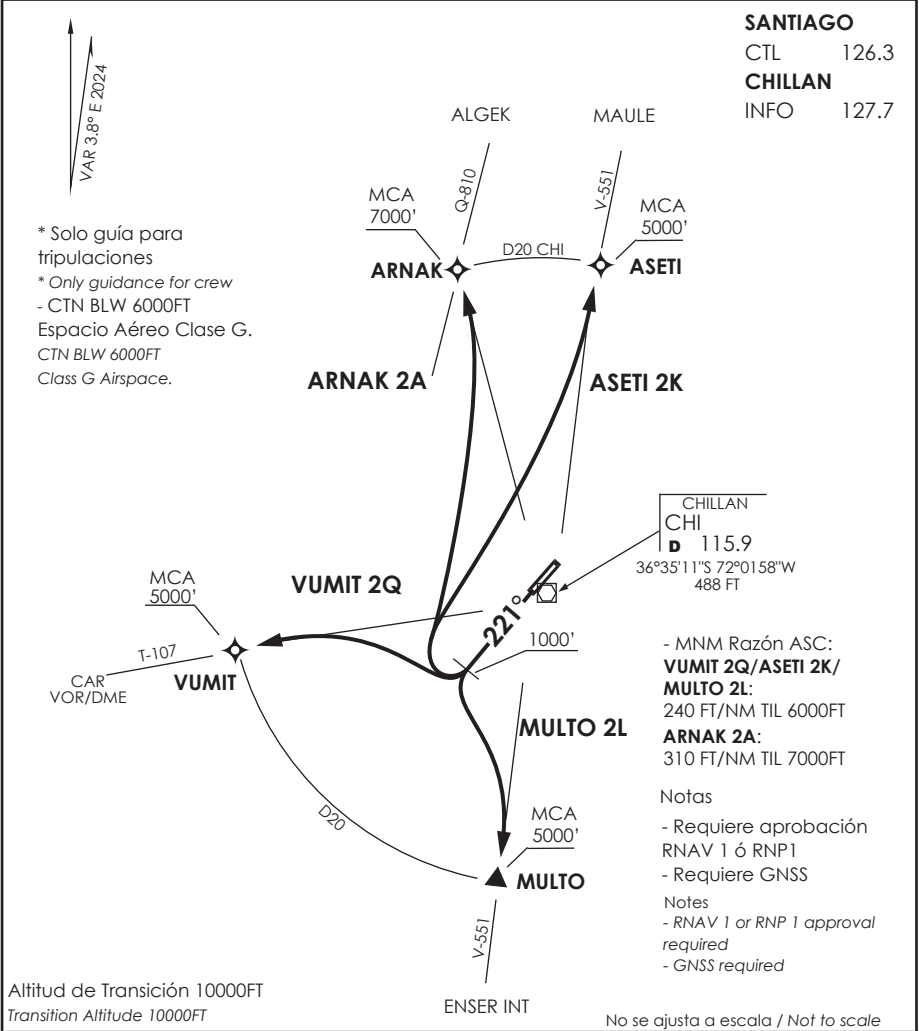 SANTIAGO
CTL 126.3
CHILLAN
INFO 127.7
VAR 3.8° E 2024
ALGEK
MAULE
Q-810
V-551
MCA
7000’
MCA
5000’
D20 CHI
ARNAK
ASETI
* Solo guía para
tripulaciones
* Only guidance for crew
- CTN BLW 6000FT
Espacio Aéreo Clase G.
CTN BLW 6000FT
Class G Airspace.
ARNAK 2A
ASETI 2K
CHILLAN
CHI
D 115.9
36°35'11"S 72°0158"W
488 FT
MCA
5000’
VUMIT 2Q
221°
1000’
T-107
CAR
VOR/DME
VUMIT
- MNM Razón ASC:
VUMIT 2Q/ASETI 2K/
MULTO 2L:
240 FT/NM TIL 6000FT
ARNAK 2A:
310 FT/NM TIL 7000FT
MULTO 2L
D20
MCA
5000’
MULTO
V-551
ENSER INT
Notas
- Requiere aprobación
RNAV 1 ó RNP1
- Requiere GNSS
Notes
- RNAV 1 or RNP 1 approval
required
- GNSS required
Altitud de Transición 10000FT
Transition Altitude 10000FT
No se ajusta a escala / Not to scale